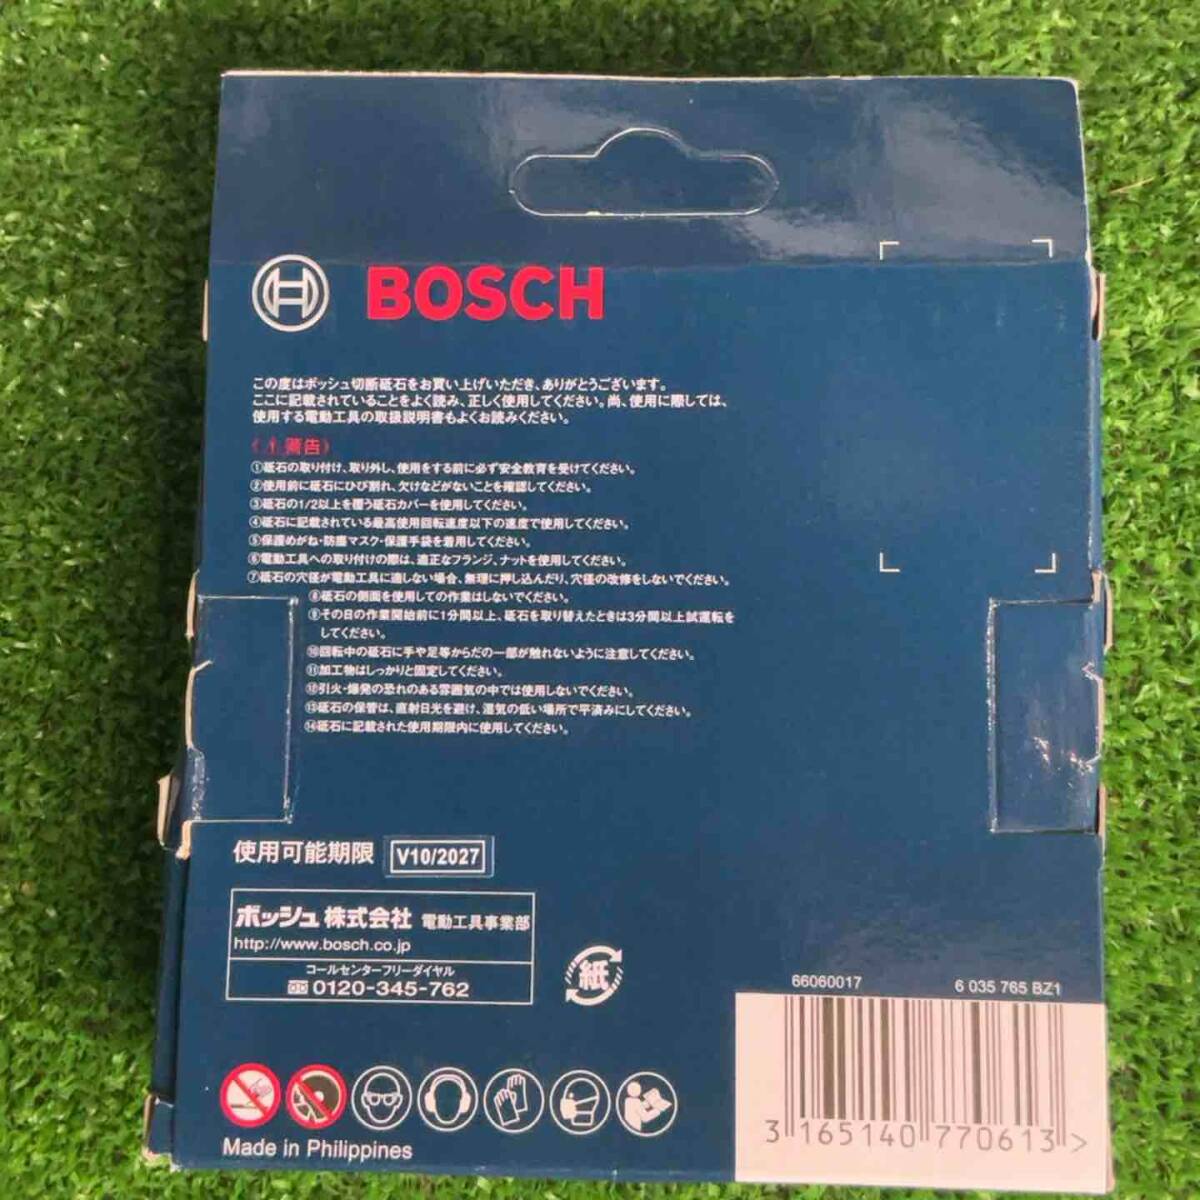 BOSCH
この度はボッシュ切断砥石をお買い上げいただき、ありがとうございます。
ここに記載されていることをよく読み、正しく使用してください。尚、使用に際しては、
使用する電動工具の取扱説明書もよくお読みください。
〈⚠警告〉
①砥石の取り付け、取り外し、使用をする前に必ず安全教育を受けてください。
②使用前に砥石にひび割れ、欠けなどがないことを確認してください。
③砥石の1/2以上を覆う砥石カバーを使用してください。
④砥石に記載されている最高使用回転速度以下の速度で使用してください。
⑤保護めがね・防塵マスク・保護手袋を着用してください。
⑥電動工具への取り付けの際は、適正なフランジ、ナットを使用してください。
⑦砥石の穴径が電動工具に適しない場合、無理に押し込んだり、穴径の改修をしないでください。
⑧砥石の側面を使用しての作業はしないでください。
⑨その日の作業開始前に1分間以上、砥石を取り替えたときは3分間以上試運転を
してください。
⑩回転中の砥石に手や足等からだの一部が触れないように注意してください。
⑪加工物はしっかりと固定してください。
⑫引火・爆発の恐れのある雰囲気の中では使用しないでください。
⑬砥石の保管は、直射日光を避け、湿気の低い場所で平済みにしてください。
⑭砥石に記載された使用期限内に使用してください。
使用可能期限 V10/2027
ボッシュ株式会社 電動工具事業部
http://www.bosch.co.jp
コールセンターフリーダイヤル
0120-345-762
紙
66060017 6 035 765 BZ1
3 165140 770613 >
Made in Philippines